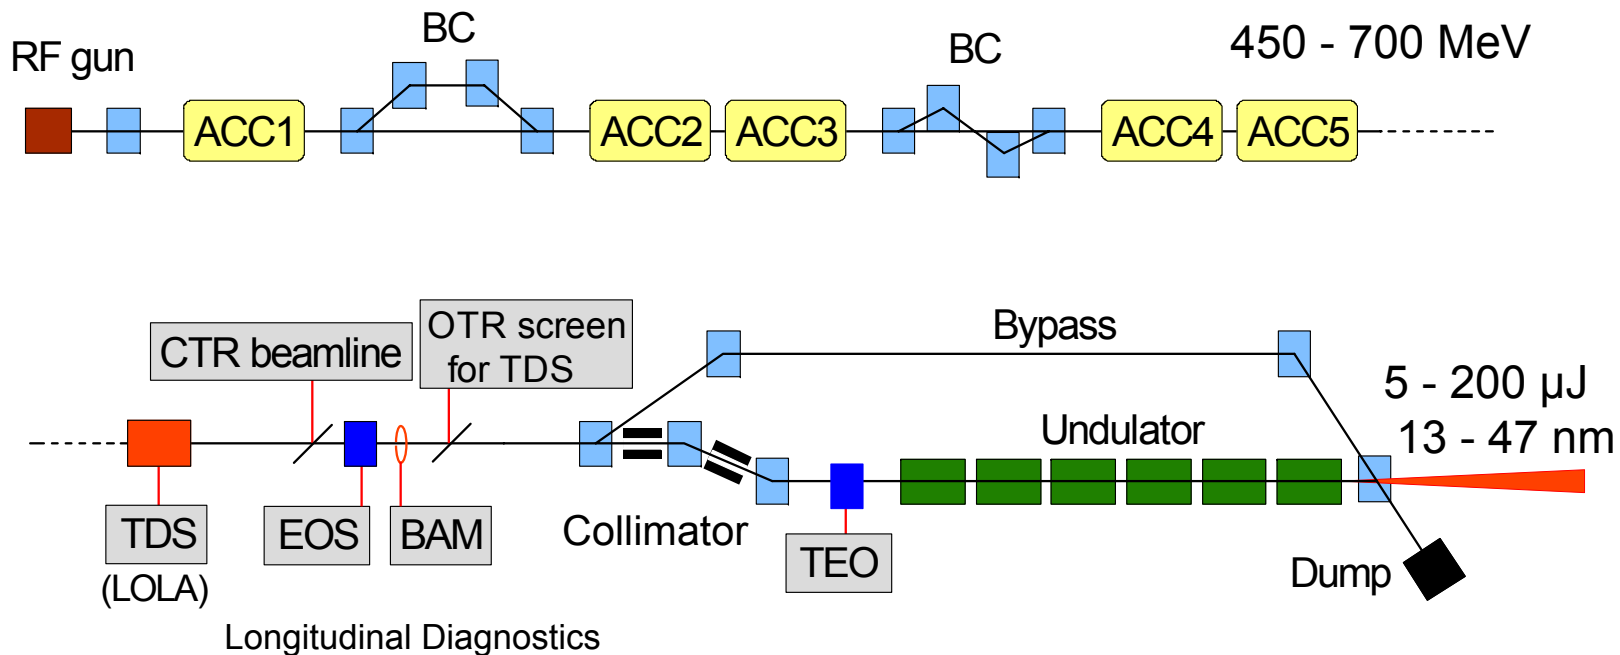 RF gun
BC
BC
450 - 700 MeV
ACC1
ACC2
ACC3
ACC4
ACC5
CTR beamline
OTR screen
for TDS
Bypass
5 - 200 µJ
13 - 47 nm
Undulator
TDS
(LOLA)
EOS
BAM
Collimator
TEO
Dump
Longitudinal Diagnostics